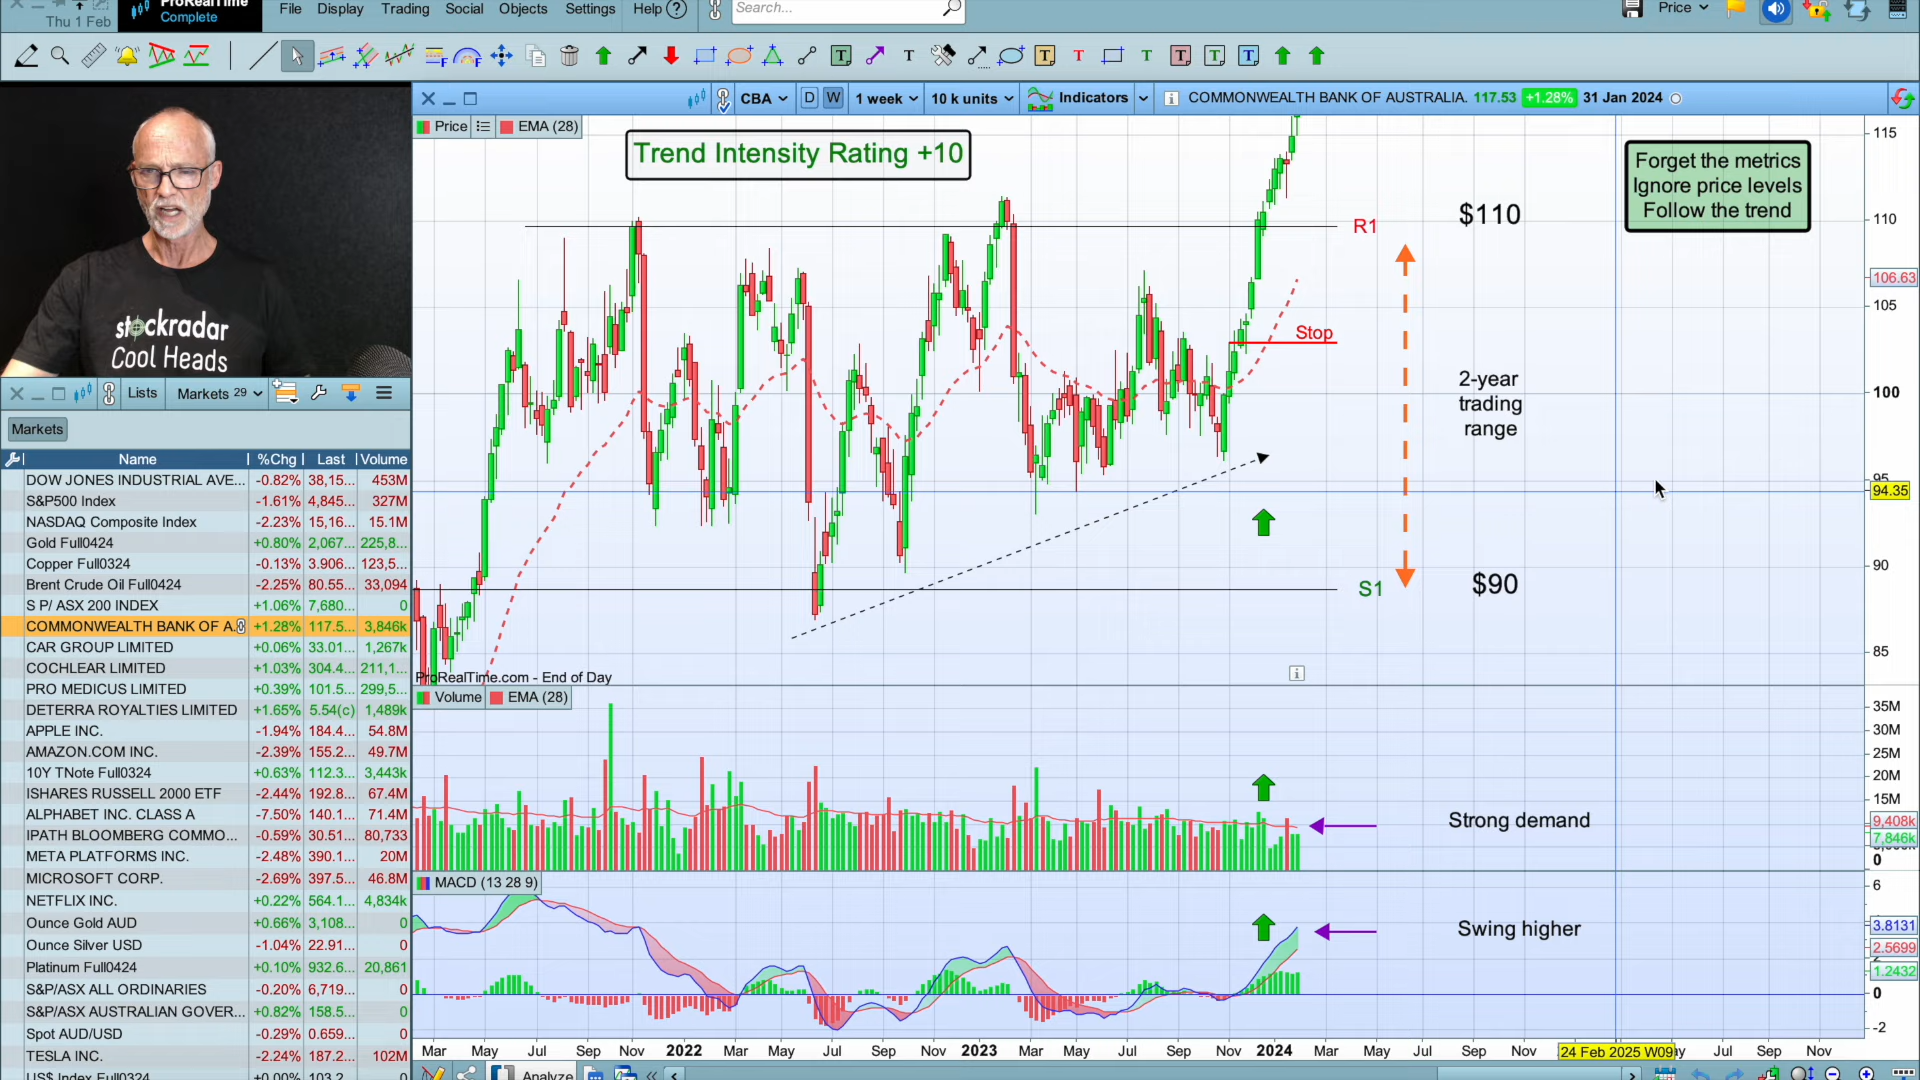 ProRealTime
Complete
Thu 1 Feb
File Display Trading Social Objects Settings Help
Search...
Price
CBA D W 1 week 10 k units Indicators COMMONWEALTH BANK OF AUSTRALIA. 117.53 +1.28% 31 Jan 2024
Price EMA (28)
Trend Intensity Rating +10
Forget the metrics
Ignore price levels
Follow the trend
R1 $110
Stop
2-year
trading
range
S1 $90
ProRealTime.com - End of Day
115
110
106.63
105
100
95
94.35
90
85
stockradar
Cool Heads
Lists Markets 29
Markets
Name %Chg Last Volume
DOW JONES INDUSTRIAL AVE... -0.82% 38,15... 453M
S&P500 Index -1.61% 4,845... 327M
NASDAQ Composite Index -2.23% 15,16... 15.1M
Gold Full0424 +0.80% 2,067... 225,8...
Copper Full0324 -0.13% 3.906... 123,5...
Brent Crude Oil Full0424 -2.25% 80.55... 33,094
S P/ ASX 200 INDEX +1.06% 7,680... 0
COMMONWEALTH BANK OF A... +1.28% 117.5... 3,846k
CAR GROUP LIMITED +0.06% 33.01... 1,267k
COCHLEAR LIMITED +1.03% 304.4... 211,1...
PRO MEDICUS LIMITED +0.39% 101.5... 299,5...
DETERRA ROYALTIES LIMITED +1.65% 5.54(c) 1,489k
APPLE INC. -1.94% 184.4... 54.8M
AMAZON.COM INC. -2.39% 155.2... 49.7M
10Y TNote Full0324 +0.63% 112.3... 3,443k
ISHARES RUSSELL 2000 ETF -2.44% 192.8... 67.4M
ALPHABET INC. CLASS A -7.50% 140.1... 71.4M
IPATH BLOOMBERG COMMO... -0.59% 30.51... 80,733
META PLATFORMS INC. -2.48% 390.1... 20M
MICROSOFT CORP. -2.69% 397.5... 46.8M
NETFLIX INC. +0.22% 564.1... 4,834k
Ounce Gold AUD +0.66% 3,108... 0
Ounce Silver USD -1.04% 22.91... 0
Platinum Full0424 +0.10% 932.6... 20,861
S&P/ASX ALL ORDINARIES -0.20% 6,719... 0
S&P/ASX AUSTRALIAN GOVER... +0.82% 158.5... 0
Spot AUD/USD -0.29% 0.659... 0
TESLA INC. -2.24% 187.2... 102M
US$ Index Full0324 +0.00% 103.2... 0
Volume EMA (28)
Strong demand
35M
30M
25M
20M
15M
9,408k
7,846k
0
MACD (13 28 9)
Swing higher
6
3.8131
2.5699
1.2432
0
-2
Mar May Jul Sep Nov 2022 Mar May Jul Sep Nov 2023 Mar May Jul Sep Nov 2024 Mar May Jul Sep Nov 24 Feb 2025 W09 Jul Sep Nov
Analyze